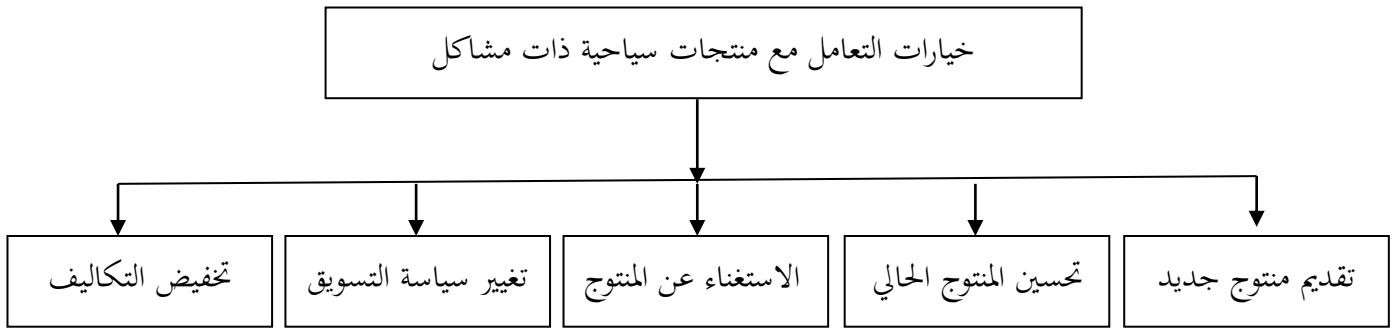 خيارات التعامل مع منتجات سياحية ذات مشاكل
تقديم منتوج جديد
تحسين المنتوج الحالي
الاستغناء عن المنتوج
تغيير سياسة التسويق
تخفيض التكاليف